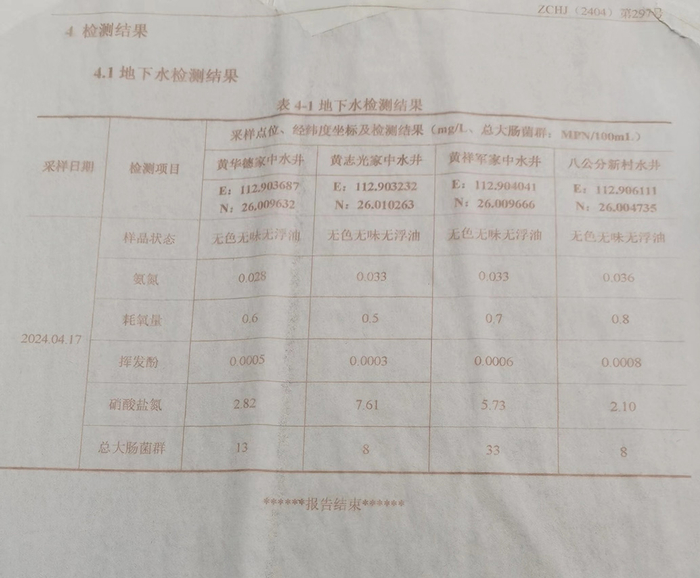 ZCHJ（2404）第297号
4 检测结果
4.1 地下水检测结果
表 4-1 地下水检测结果
采样日期 检测项目 采样点位、经纬度坐标及检测结果（mg/L、总大肠菌群：MPN/100mL）
黄华德家中水井 黄志光家中水井 黄祥军家中水井 八公分新村水井
E：112.903687 E：112.903232 E：112.904041 E：112.906111
N：26.009632 N：26.010263 N：26.009666 N：26.004735
2024.04.17
样品状态 无色无味无浮油 无色无味无浮油 无色无味无浮油 无色无味无浮油
氨氮 0.028 0.033 0.033 0.036
耗氧量 0.6 0.5 0.7 0.8
挥发酚 0.0005 0.0003 0.0006 0.0008
硝酸盐氮 2.82 7.61 5.73 2.10
总大肠菌群 13 8 33 8
******报告结束******